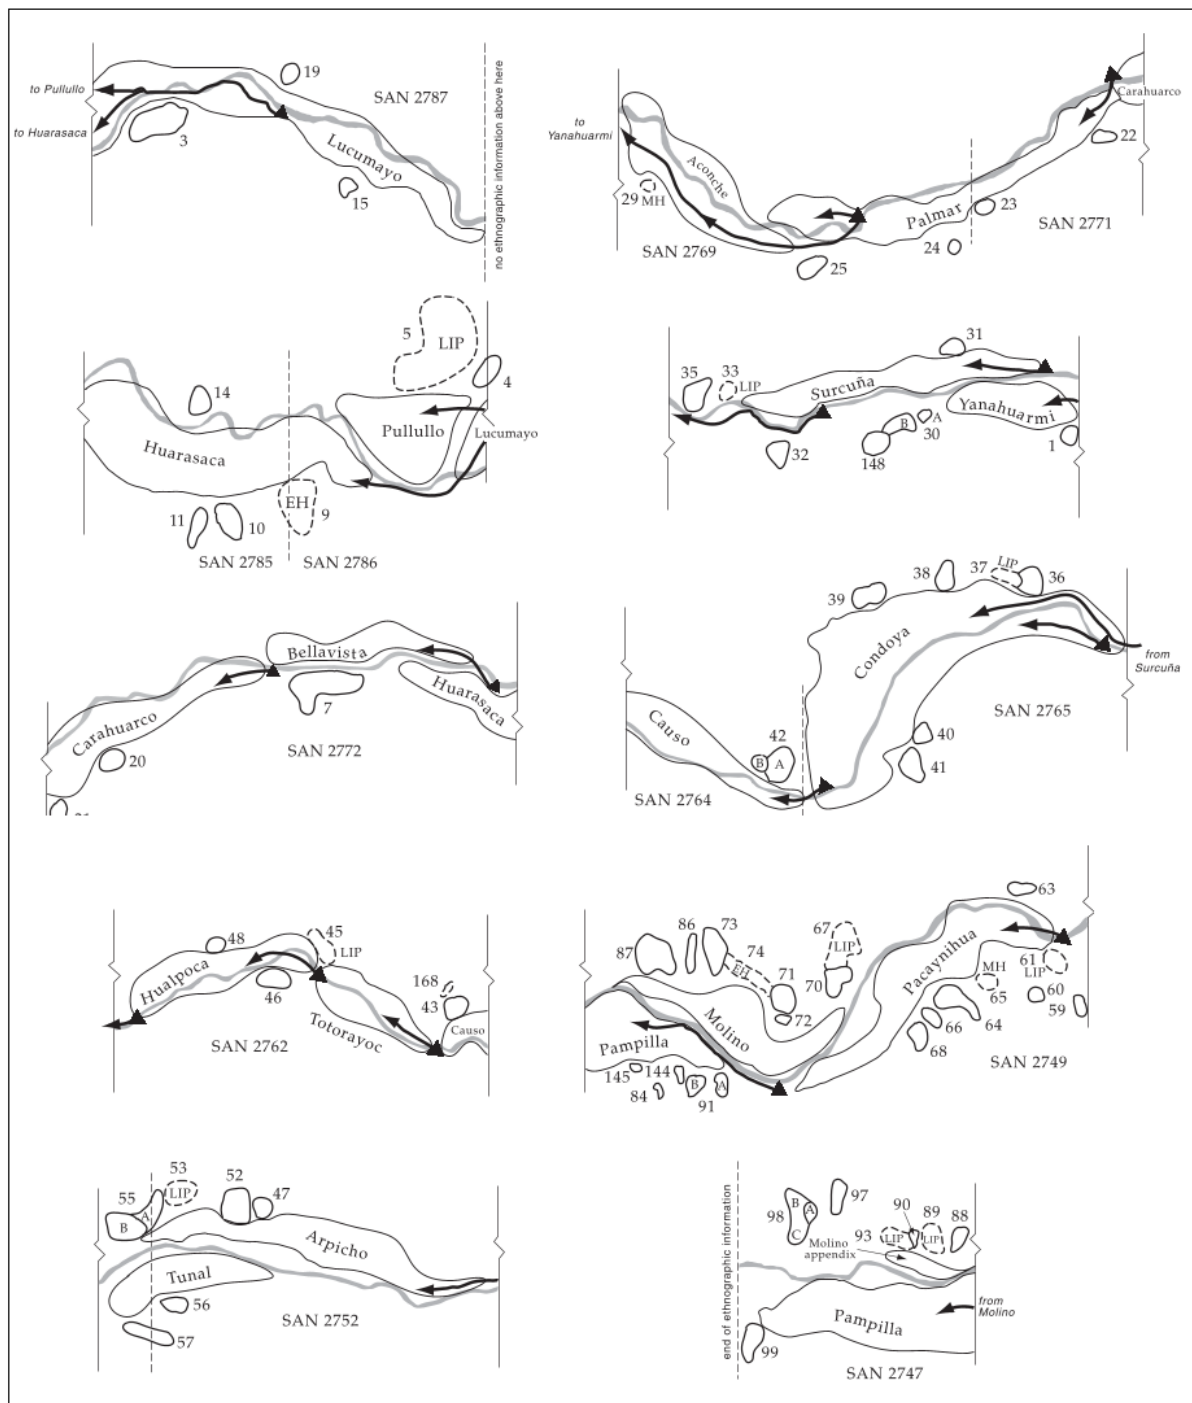 19
SAN 2787
to Pullullo
to Huarasaca
3
Lucumayo
15
no ethnographic information above here
to
Yanahuarmi
Carahuarco
22
Aconche
29
MH
Palmar
23
SAN 2771
SAN 2769
24
25
5
LIP
4
14
Pullullo
Lucumayo
Huarasaca
EH
9
11
10
SAN 2785
SAN 2786
31
35
33
LIP
Surcuña
Yanahuarmi
B
A
30
1
32
148
Bellavista
Huarasaca
7
Carahuarco
20
SAN 2772
38
37
LIP
36
39
Condoya
from
Surcuña
SAN 2765
Causo
42
B
A
40
41
SAN 2764
48
45
LIP
Hualpoca
46
168
43
Causo
Totorayoc
SAN 2762
63
86
73
87
74
EH
67
LIP
71
70
72
Pacaynihua
61
LIP
MH
65
60
59
64
66
68
Molino
Pampilla
145
144
84
B
A
91
SAN 2749
53
LIP
52
47
55
A
B
Arpicho
Tunal
56
57
SAN 2752
end of ethnographic information
97
98
B
A
C
90
89
88
93
LIP
LIP
Molino
appendix
from
Molino
Pampilla
99
SAN 2747